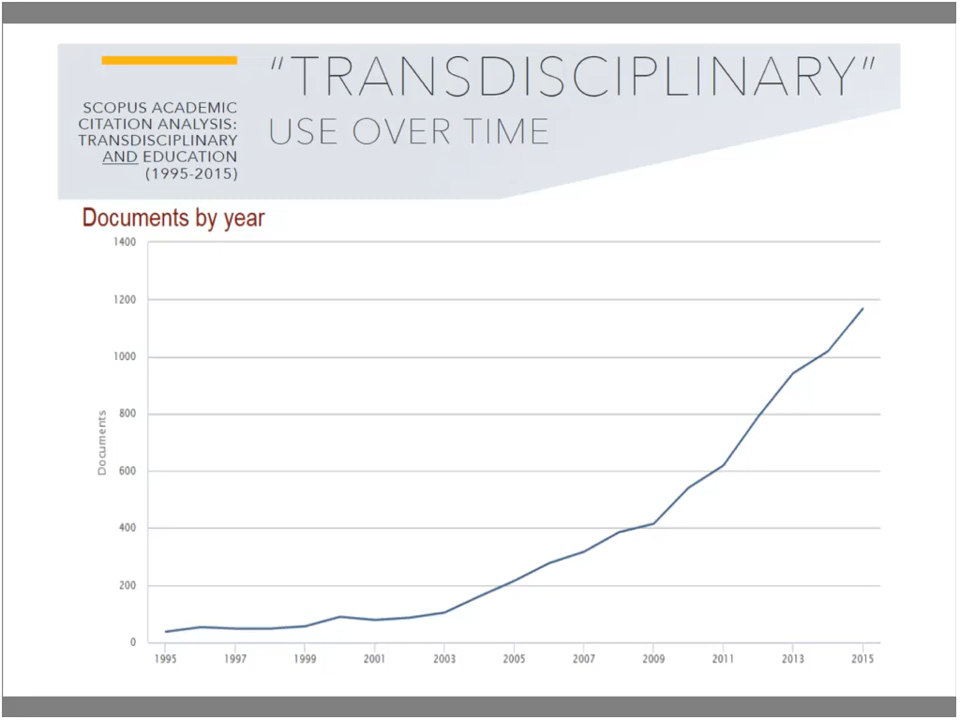 "TRANSDISCIPLINARY"
USE OVER TIME
SCOPUS ACADEMIC
CITATION ANALYSIS:
TRANSDISCIPLINARY
AND EDUCATION
(1995-2015)
Documents by year
1400
1200
1000
800
600
400
200
0
Documents
1995 1997 1999 2001 2003 2005 2007 2009 2011 2013 2015